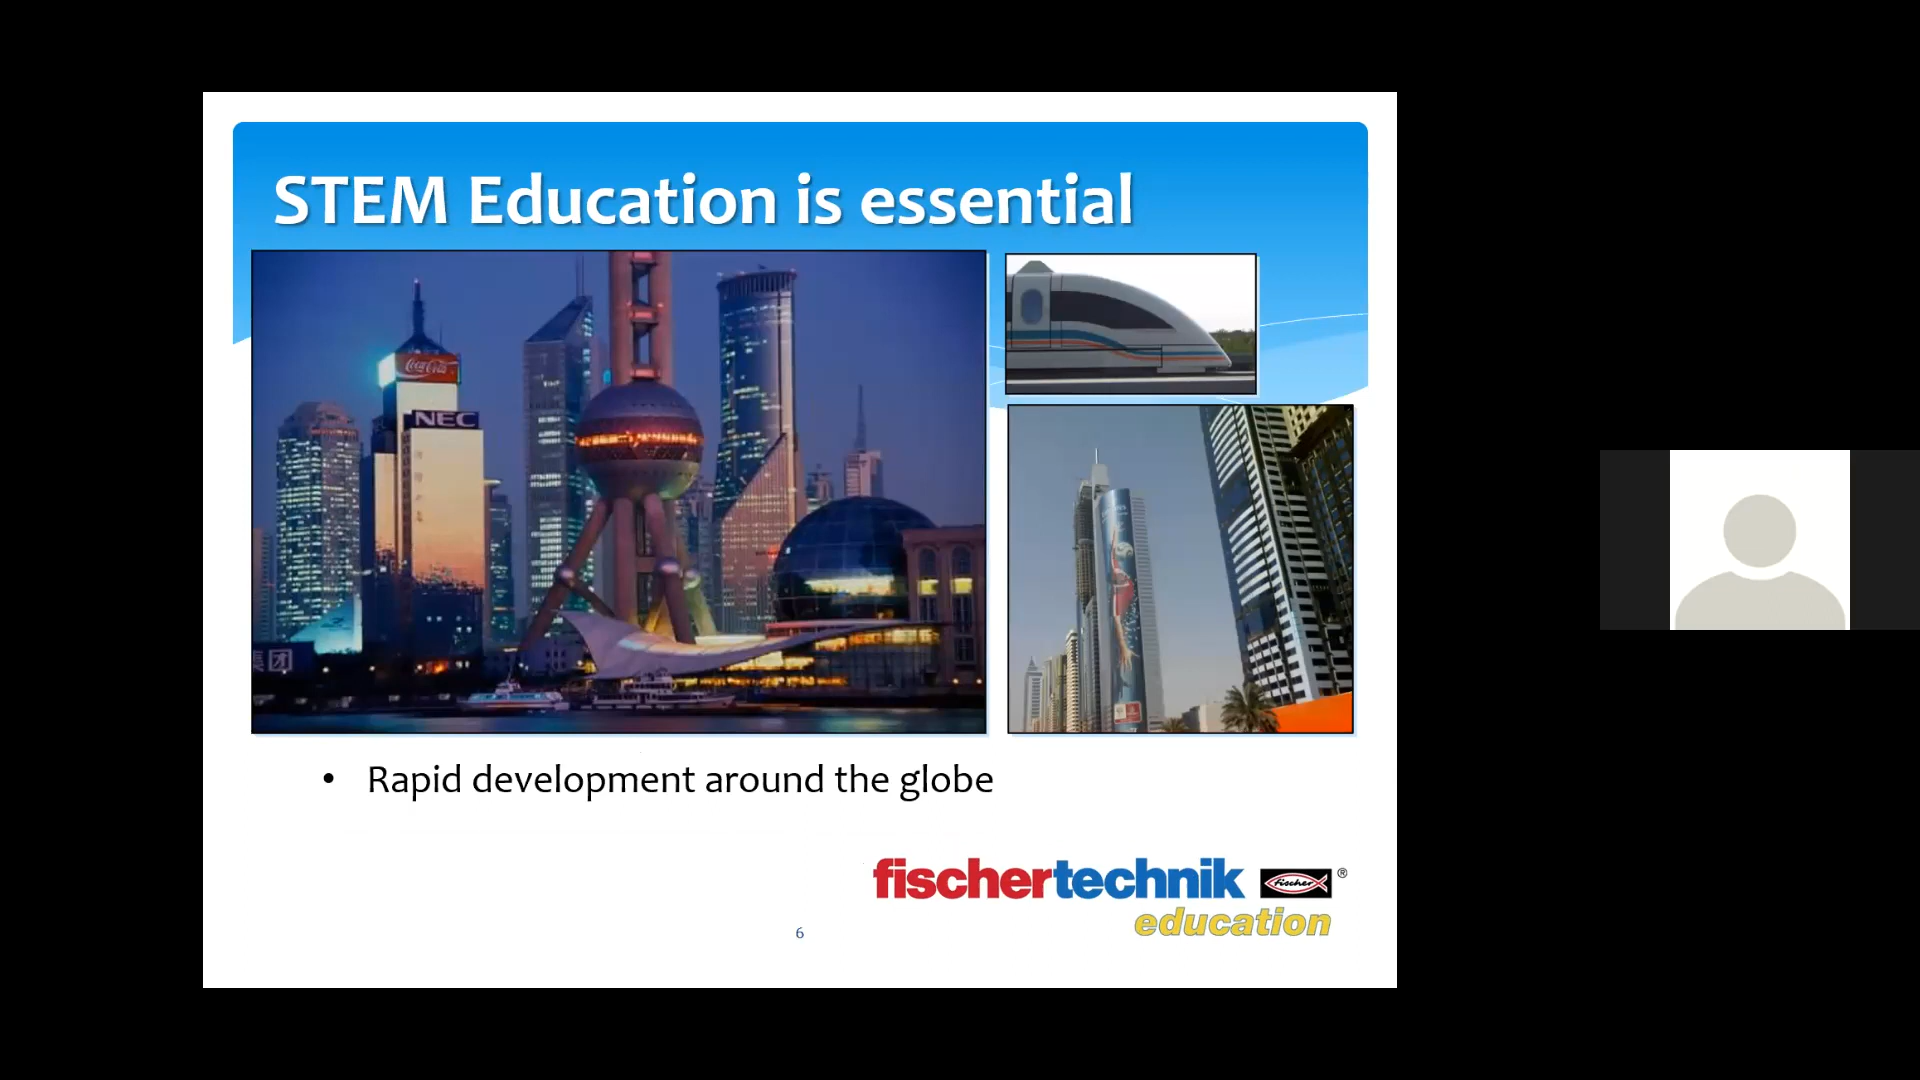 STEM Education is essential
Coca-Cola
NEC
• Rapid development around the globe
fischertechnik fischer ®
education
6